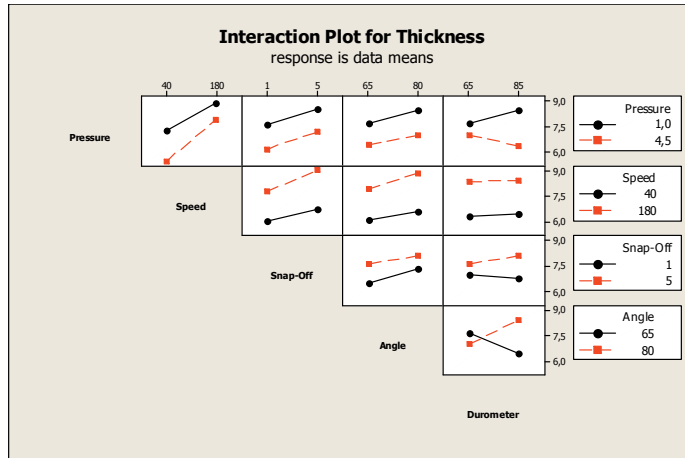 Interaction Plot for Thickness
response is data means
40 180 1 5 65 80 65 85
Pressure
9,0
7,5
6,0
Pressure
1,0
4,5
Speed
9,0
7,5
6,0
Speed
40
180
Snap-Off
9,0
7,5
6,0
Snap-Off
1
5
Angle
9,0
7,5
6,0
Angle
65
80
Durometer